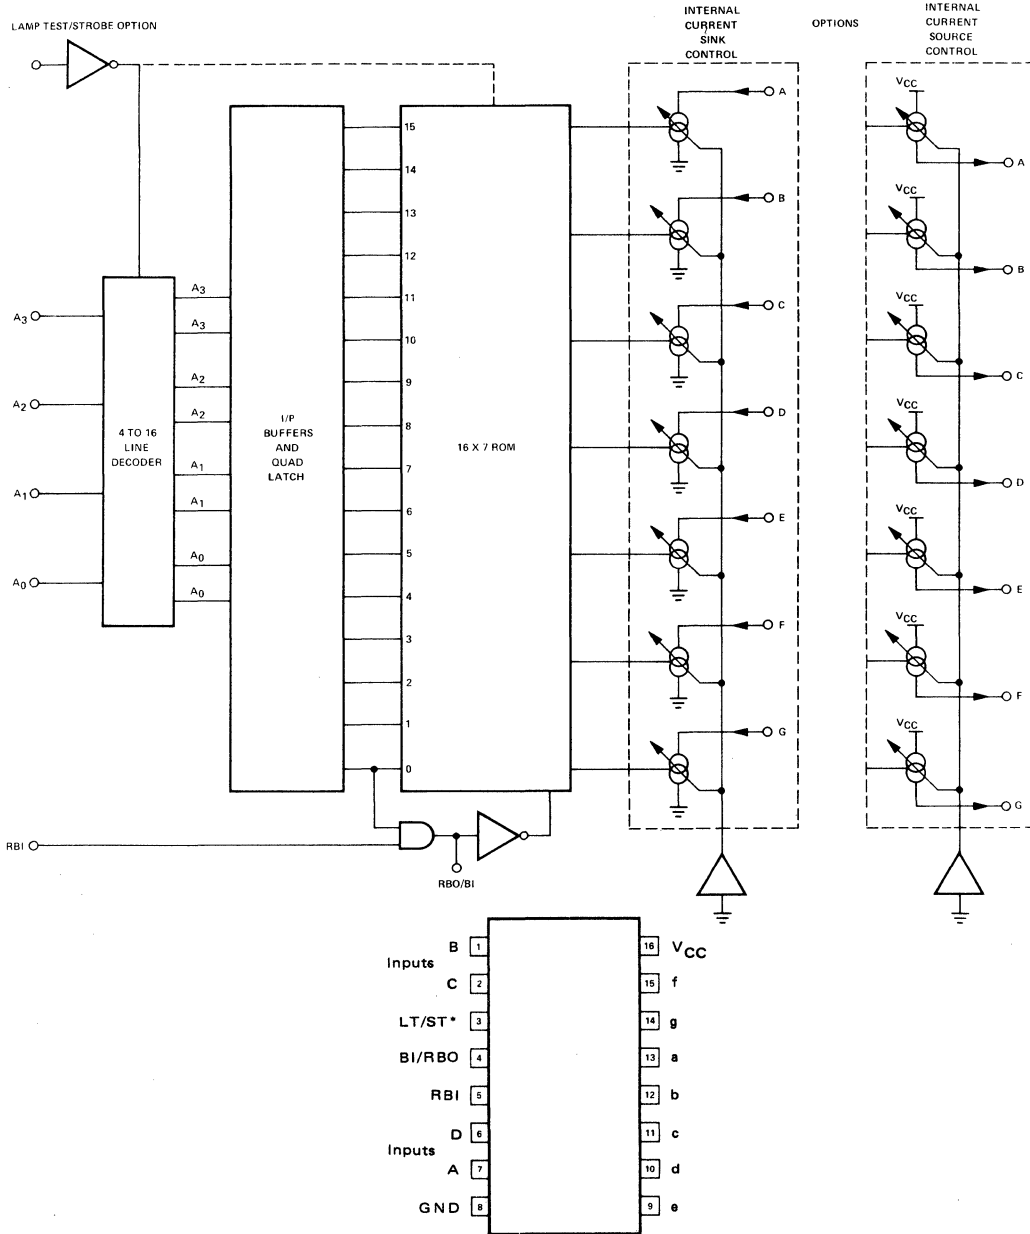 LAMP TEST/STROBE OPTION
INTERNAL
CURRENT
SINK
CONTROL
OPTIONS
INTERNAL
CURRENT
SOURCE
CONTROL
A3
A2
A1
A0
4 TO 16
LINE
DECODER
A3
A3
A2
A2
A1
A1
A0
A0
I/P
BUFFERS
AND
QUAD
LATCH
15
14
13
12
11
10
9
8
7
6
5
4
3
2
1
0
16 X 7 ROM
A
B
C
D
E
F
G
VCC
A
VCC
B
VCC
C
VCC
D
VCC
E
VCC
F
VCC
G
RBI
RBO/BI
Inputs
B 1
C 2
LT/ST* 3
BI/RBO 4
RBI 5
Inputs
D 6
A 7
GND 8
16 VCC
15 f
14 g
13 a
12 b
11 c
10 d
9 e